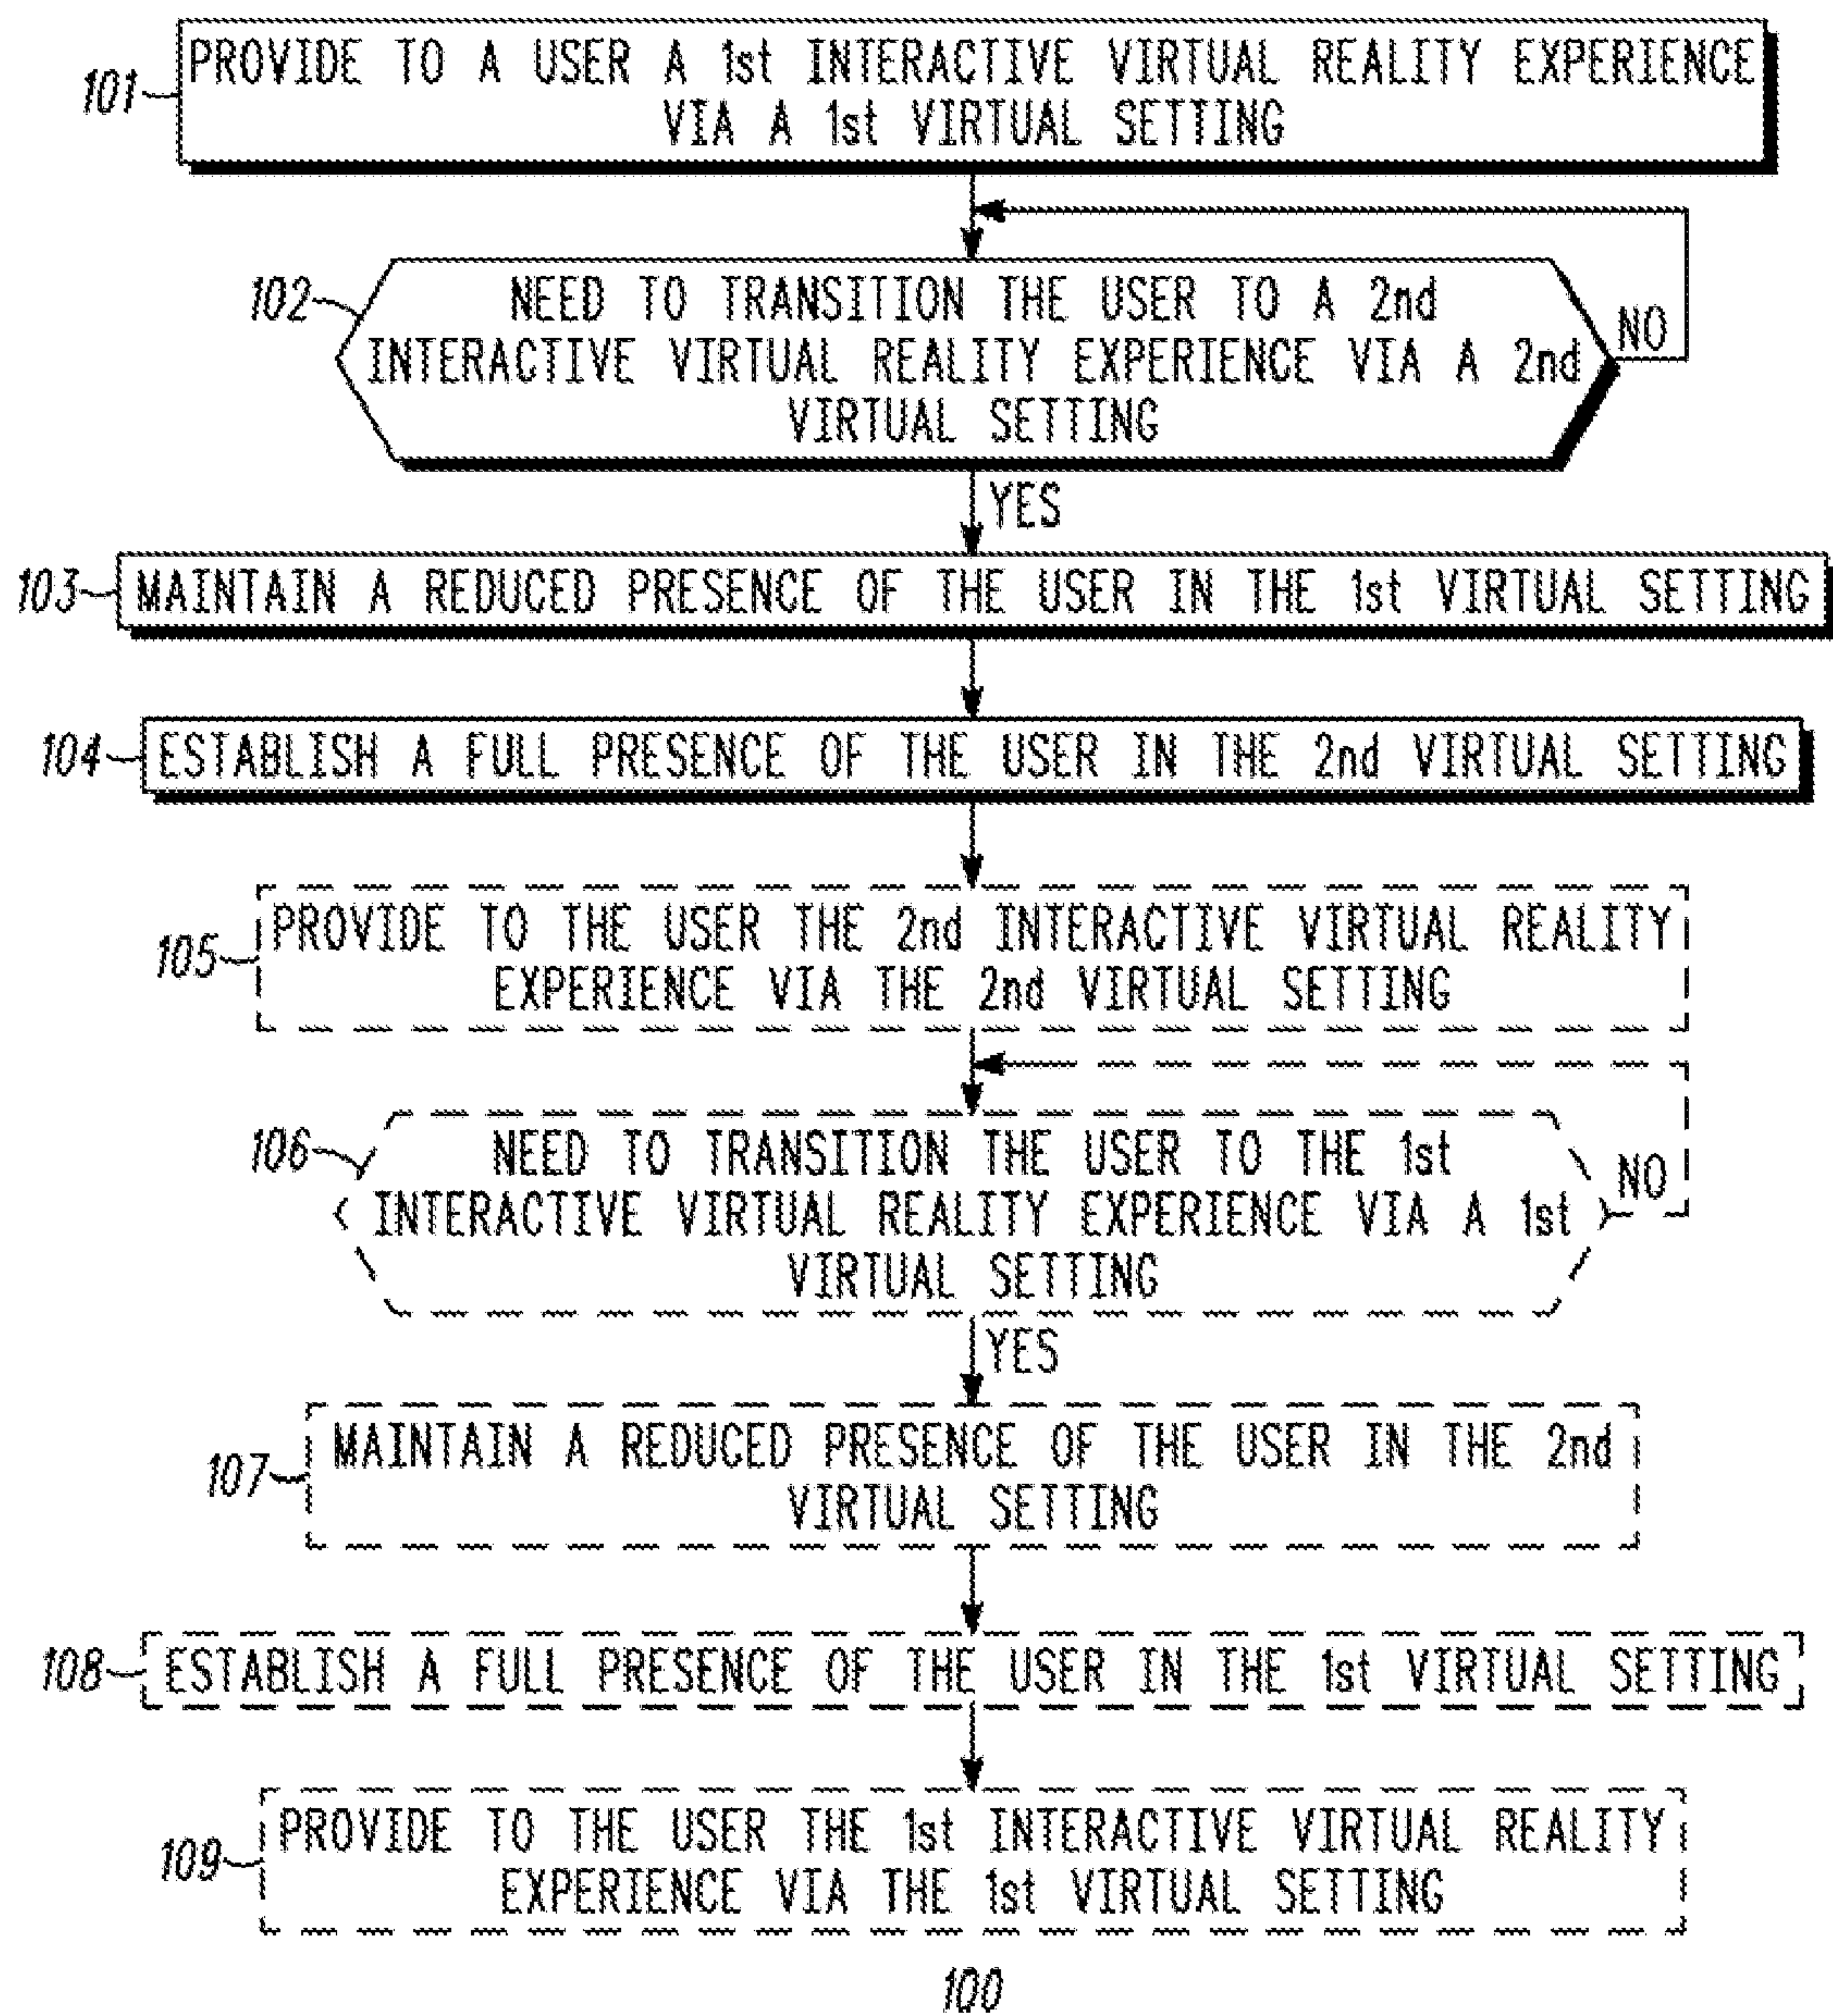 PROVIDE TO A USER A 1st INTERACTIVE VIRTUAL REALITY EXPERIENCE
VIA A 1st VIRTUAL SETTING
101
NEED TO TRANSITION THE USER TO A 2nd
INTERACTIVE VIRTUAL REALITY EXPERIENCE VIA A 2nd
VIRTUAL SETTING
102
NO
YES
103
MAINTAIN A REDUCED PRESENCE OF THE USER IN THE 1st VIRTUAL SETTING
104
ESTABLISH A FULL PRESENCE OF THE USER IN THE 2nd VIRTUAL SETTING
PROVIDE TO THE USER THE 2nd INTERACTIVE VIRTUAL REALITY
EXPERIENCE VIA THE 2nd VIRTUAL SETTING
105
NEED TO TRANSITION THE USER TO THE 1st
INTERACTIVE VIRTUAL REALITY EXPERIENCE VIA A 1st
VIRTUAL SETTING
106
NO
YES
MAINTAIN A REDUCED PRESENCE OF THE USER IN THE 2nd
VIRTUAL SETTING
107
108
ESTABLISH A FULL PRESENCE OF THE USER IN THE 1st VIRTUAL SETTING
PROVIDE TO THE USER THE 1st INTERACTIVE VIRTUAL REALITY
EXPERIENCE VIA THE 1st VIRTUAL SETTING
109
100